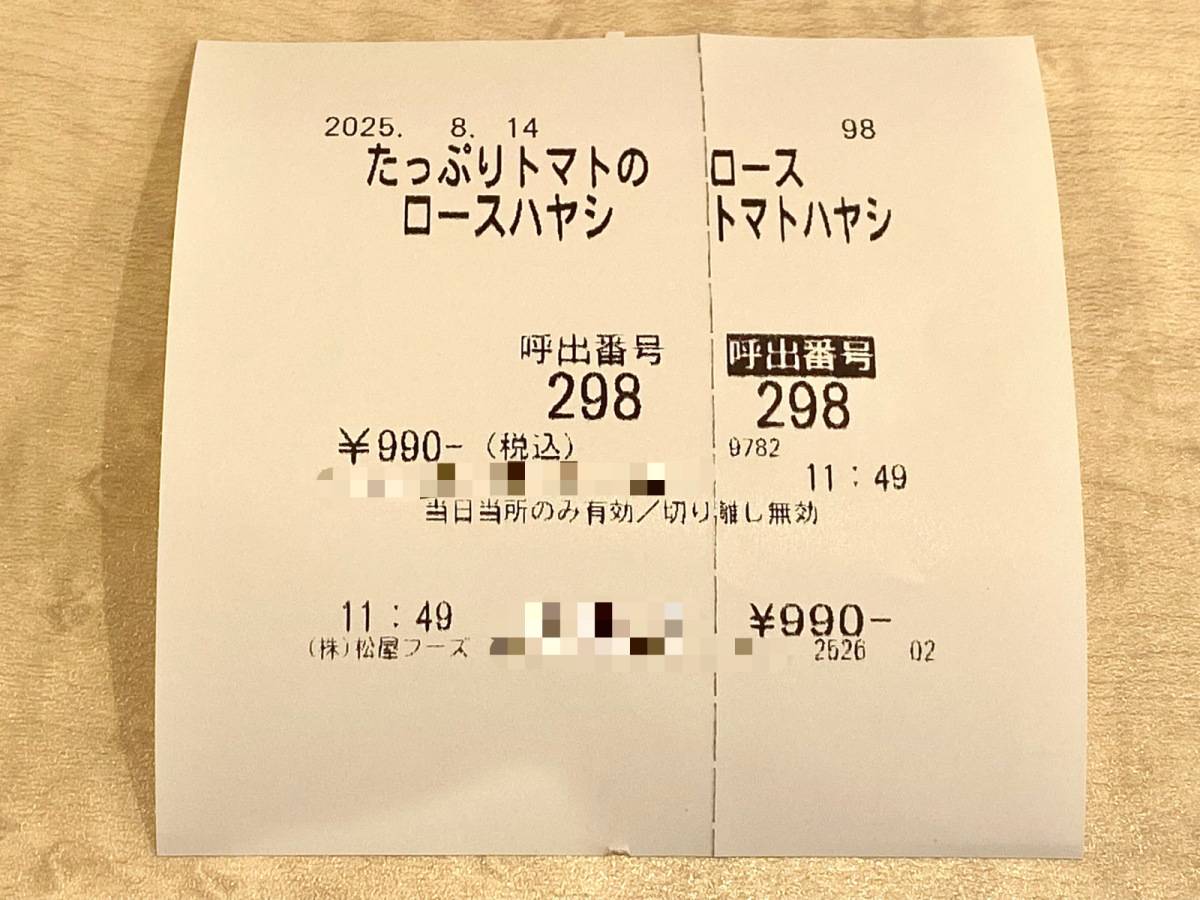 2025. 8. 14
98
たっぷりトマトの
ロースハヤシ
ロース
トマトハヤシ
呼出番号
298
呼出番号
298
¥990-(税込)
9782
11:49
当日当所のみ有効/切り離し無効
11:49
¥990-
(株)松屋フーズ
2526 02